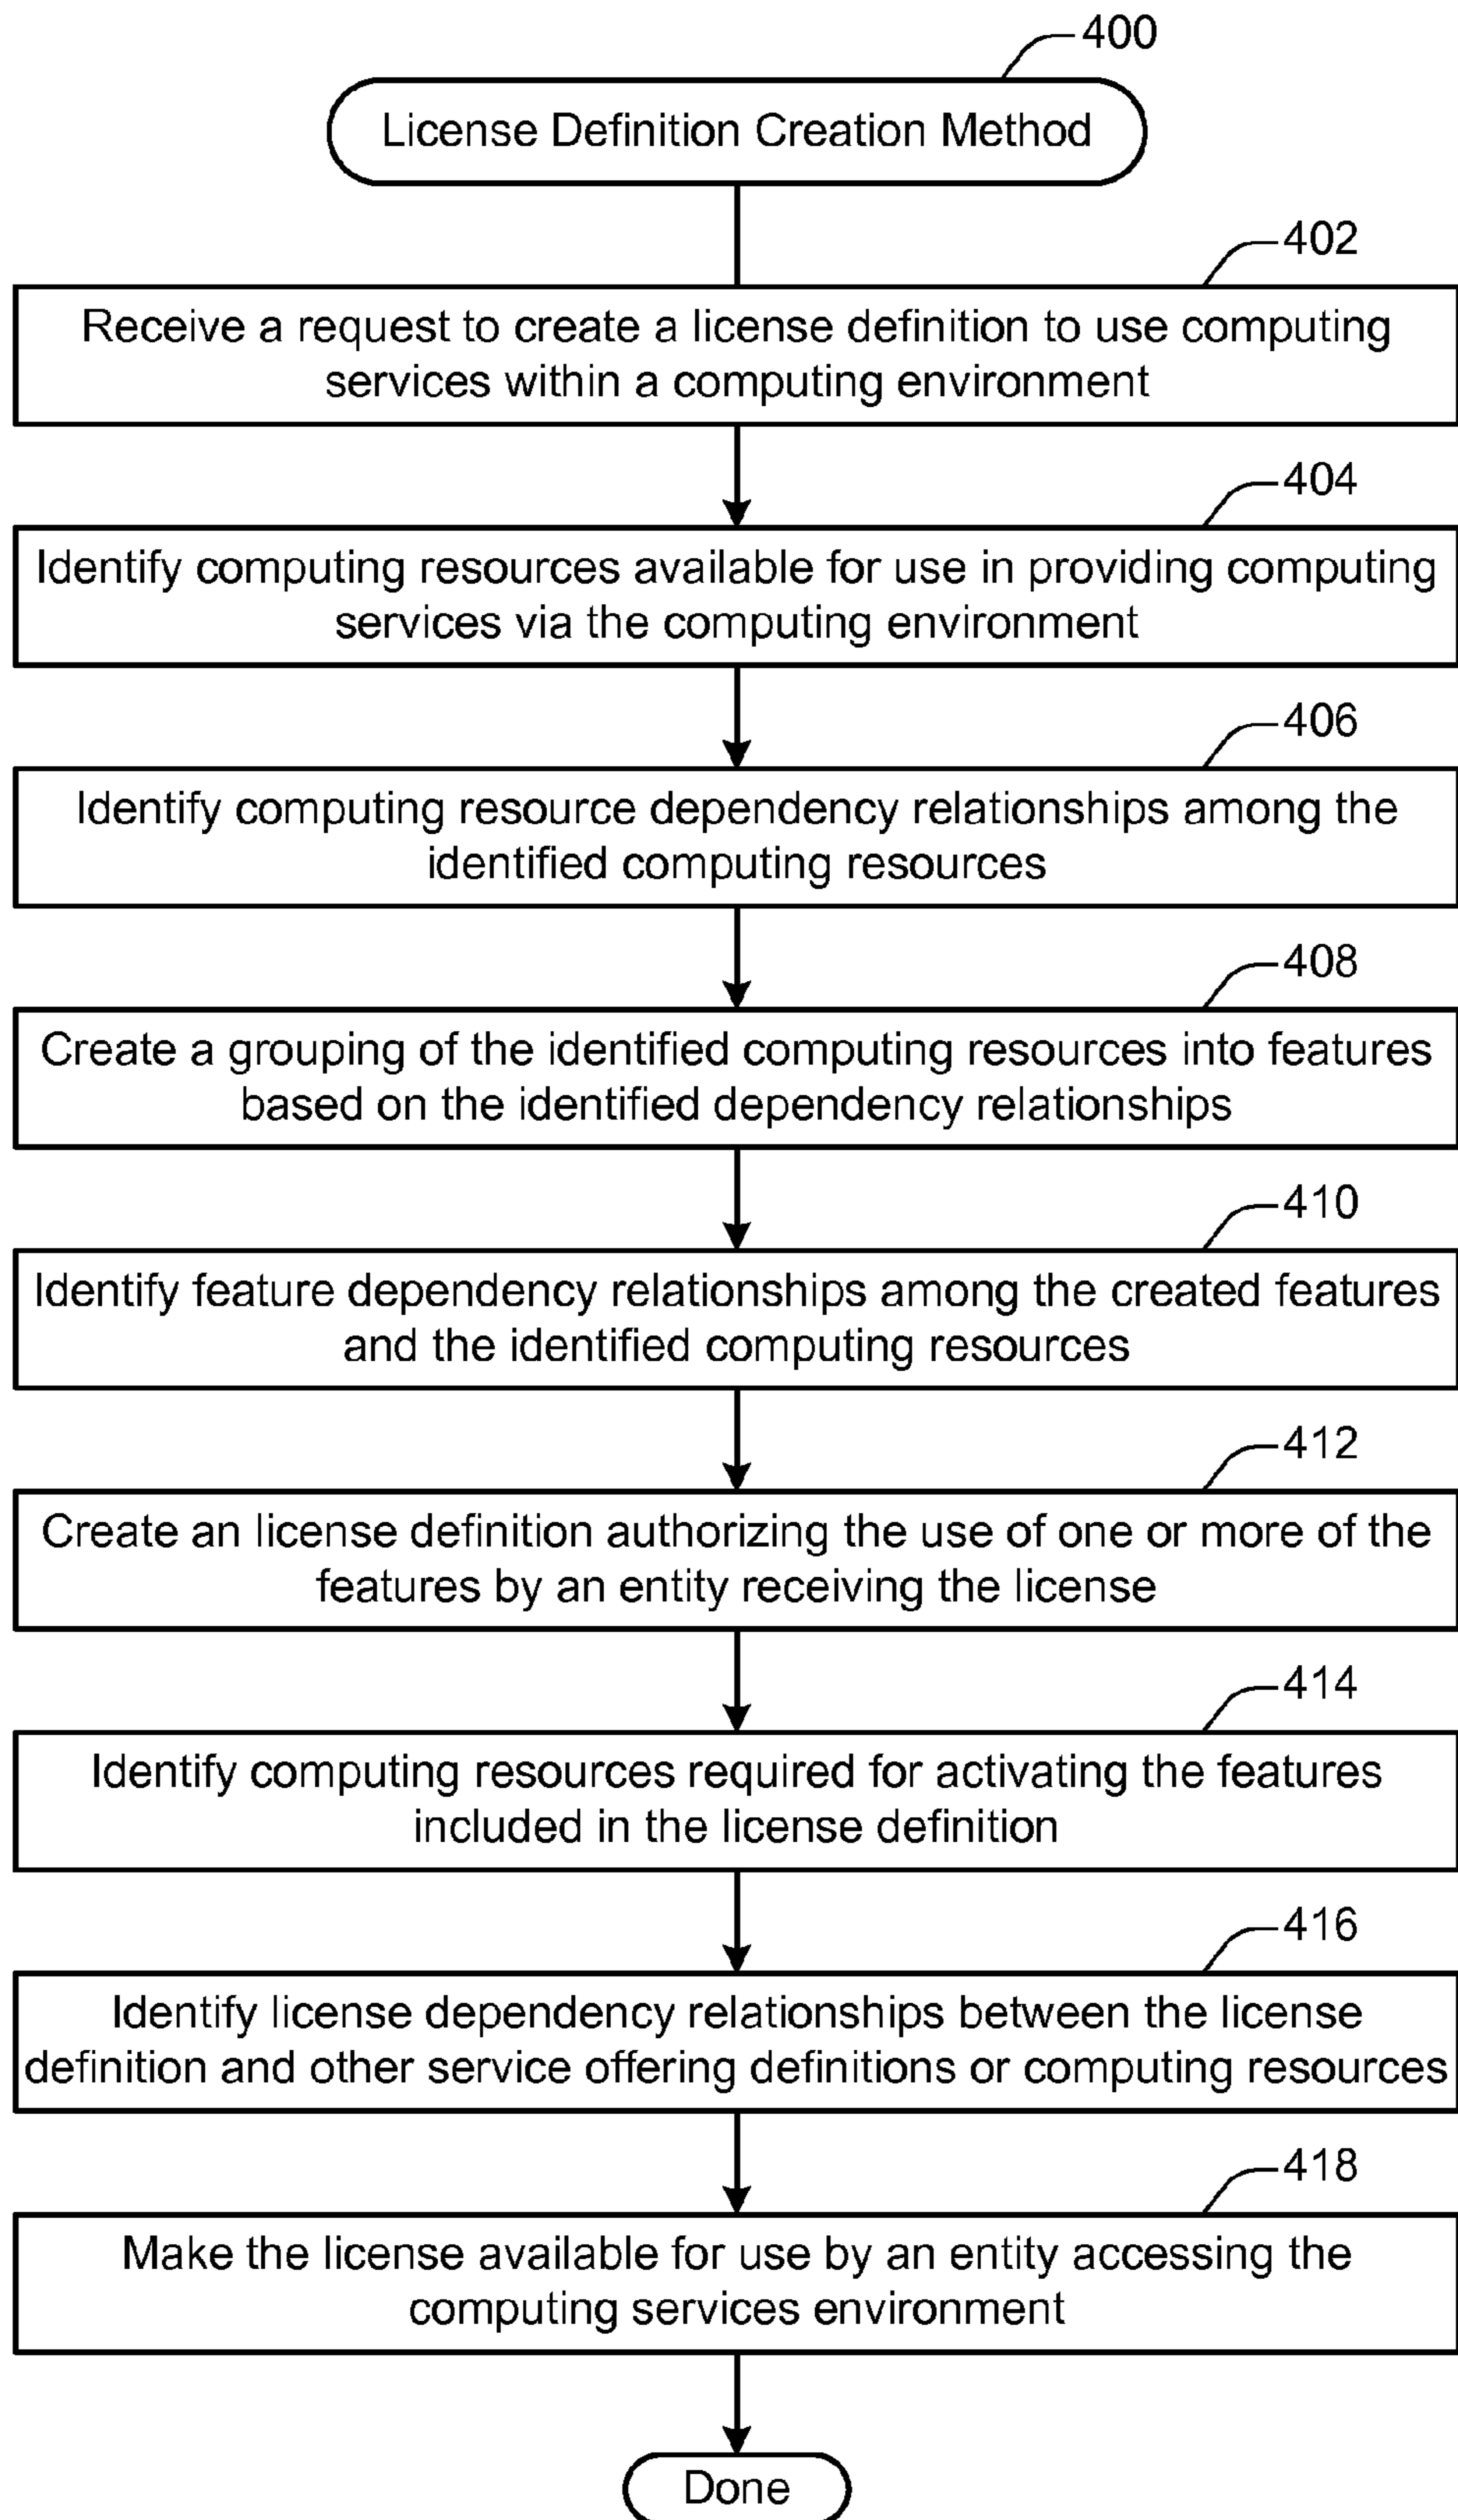 400
License Definition Creation Method
402
Receive a request to create a license definition to use computing
services within a computing environment
404
Identify computing resources available for use in providing computing
services via the computing environment
406
Identify computing resource dependency relationships among the
identified computing resources
408
Create a grouping of the identified computing resources into features
based on the identified dependency relationships
410
Identify feature dependency relationships among the created features
and the identified computing resources
412
Create an license definition authorizing the use of one or more of the
features by an entity receiving the license
414
Identify computing resources required for activating the features
included in the license definition
416
Identify license dependency relationships between the license
definition and other service offering definitions or computing resources
418
Make the license available for use by an entity accessing the
computing services environment
Done